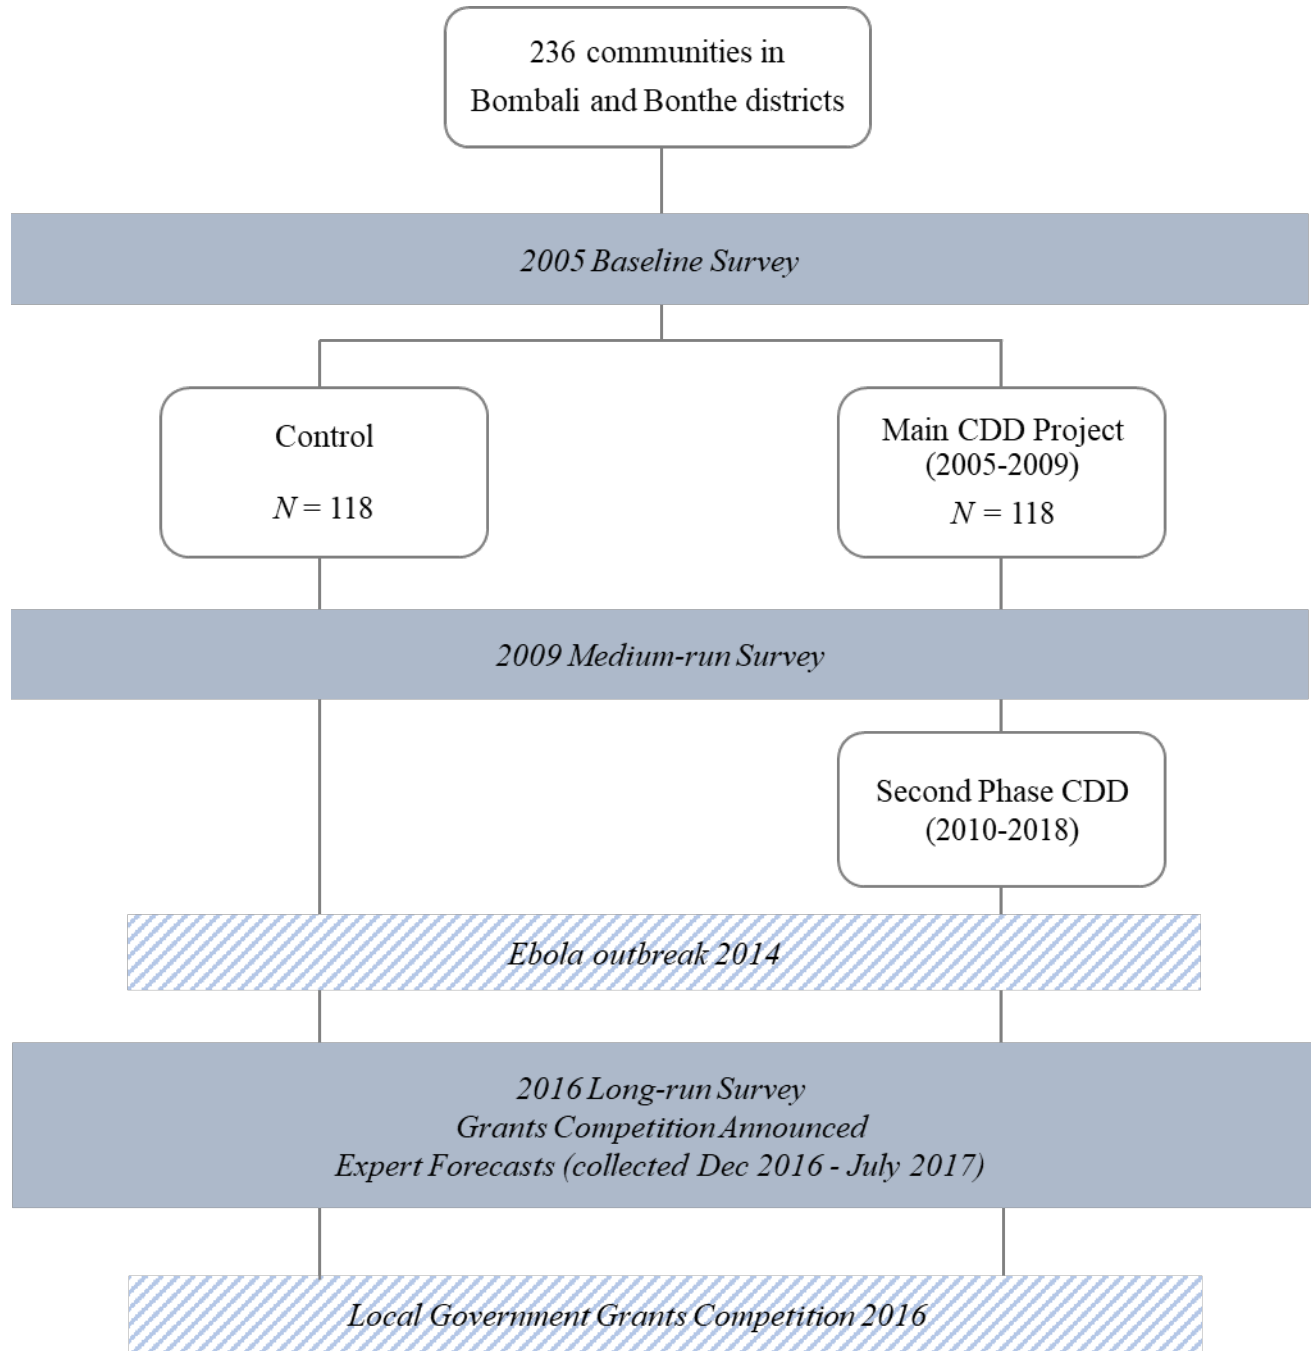 236 communities in
Bombali and Bonthe districts
2005 Baseline Survey
Control
N = 118
Main CDD Project
(2005-2009)
N = 118
2009 Medium-run Survey
Second Phase CDD
(2010-2018)
Ebola outbreak 2014
2016 Long-run Survey
Grants Competition Announced
Expert Forecasts (collected Dec 2016 - July 2017)
Local Government Grants Competition 2016